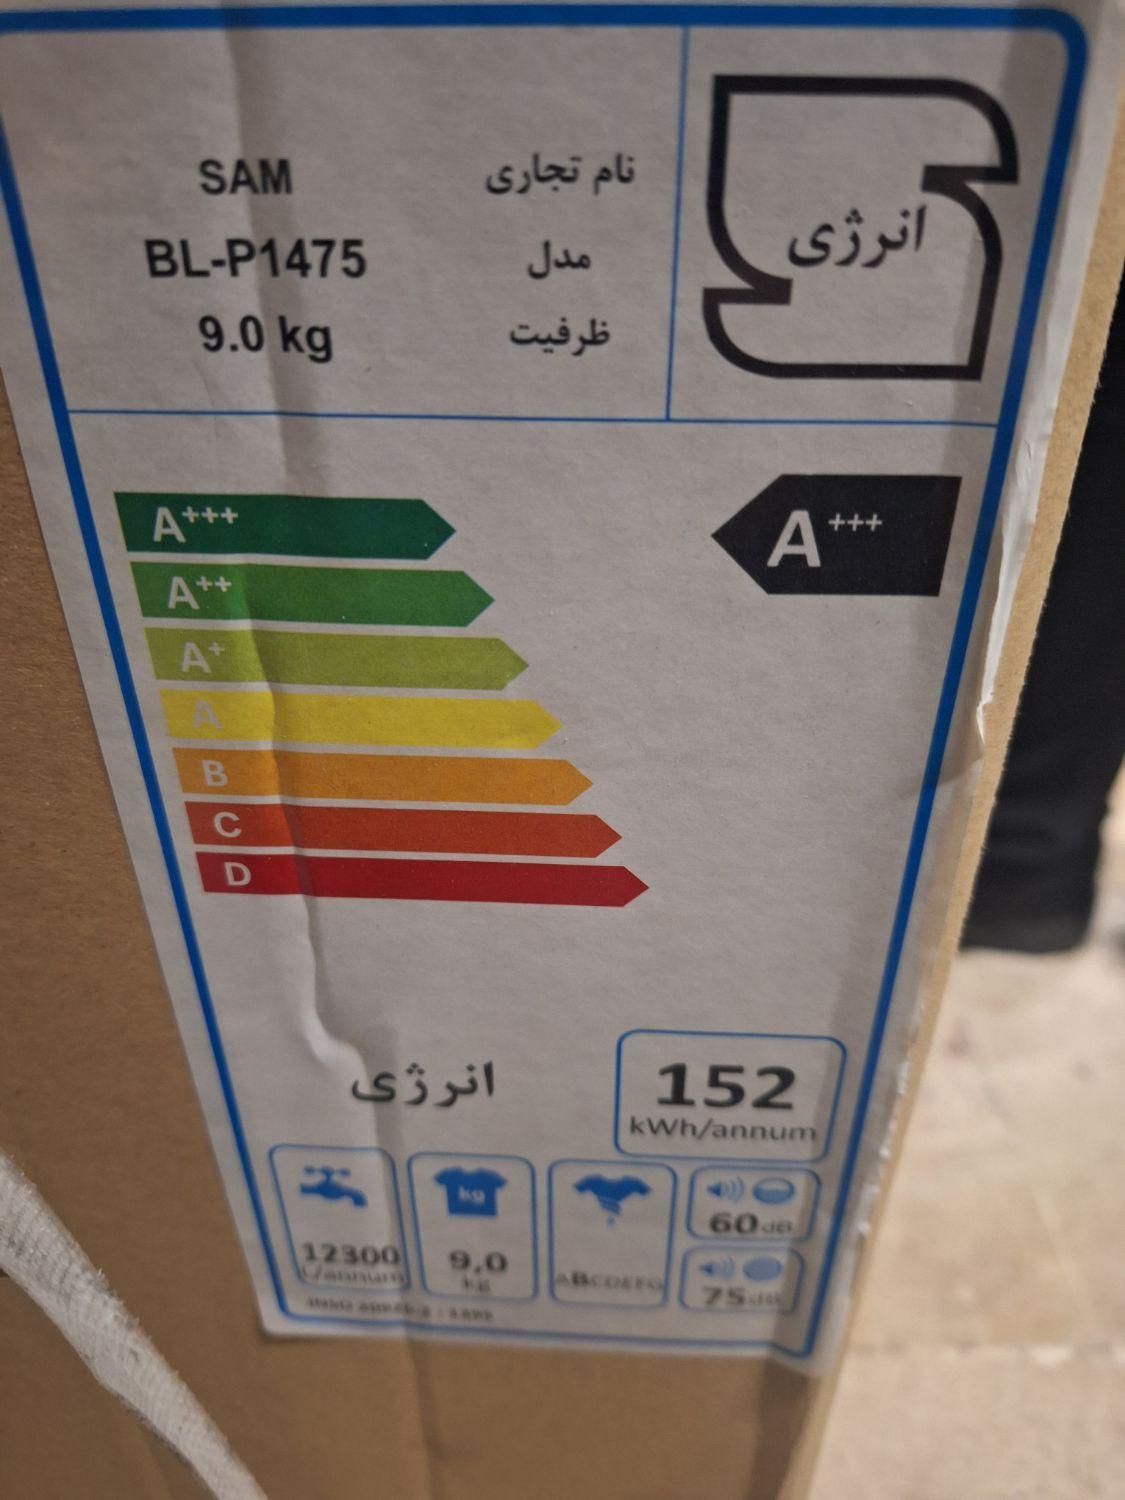 نام تجاری SAM
مدل BL-P1475
ظرفیت 9.0 kg
انرژی
A+++
A+++
A++
A+
A
B
C
D
انرژی
152
kWh/annum
12300
L/annum
kg
9,0
kg
ABCDEFG
60dB
75dB